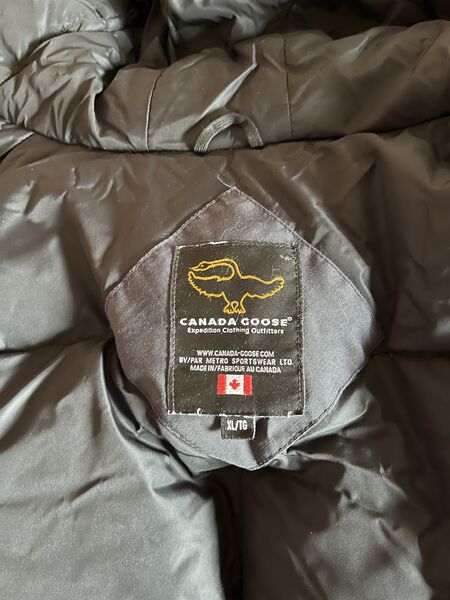 CANADA GOOSE®
Expedition Clothing Outfitters
WWW.CANADA-GOOSE.COM
BY/PAR METRO SPORTSWEAR LTD.
MADE IN/FABRIQUE AU CANADA
XL/TG